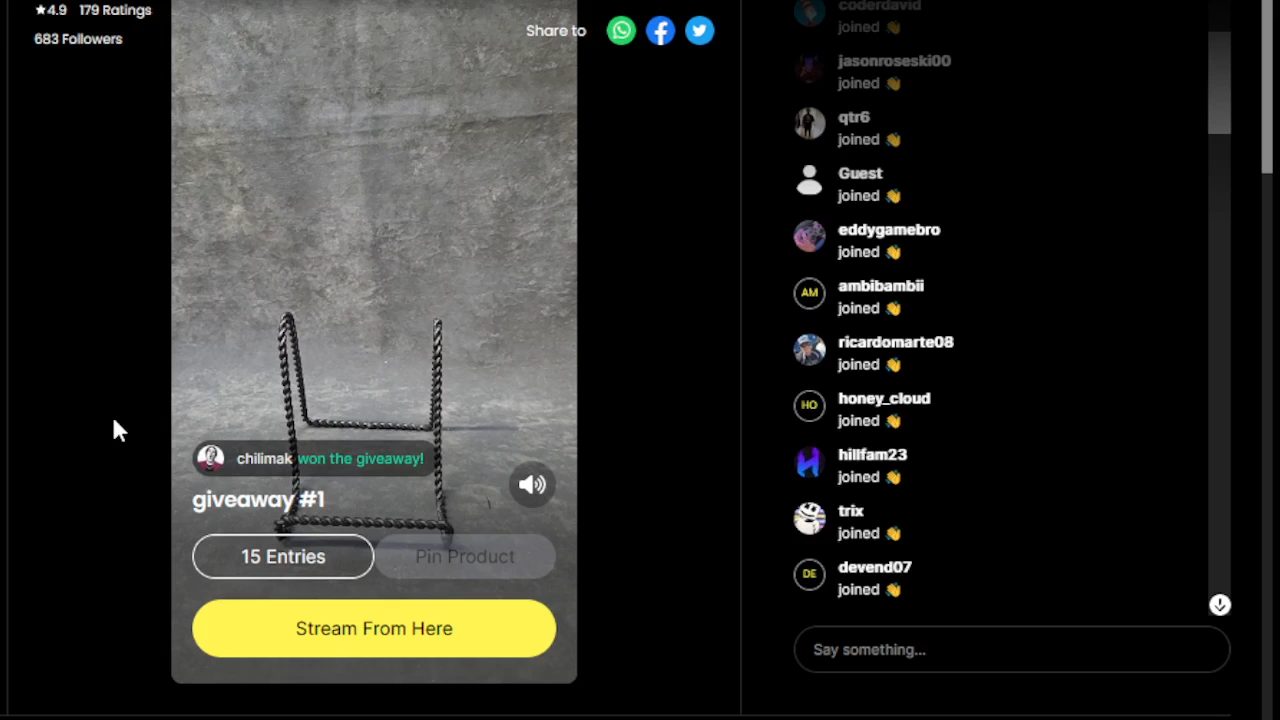 ★4.9 179 Ratings
683 Followers
Share to
chilimak won the giveaway!
giveaway #1
15 Entries
Pin Product
Stream From Here
coderdavid
joined 👋
jasonroseski00
joined 👋
qtr6
joined 👋
Guest
joined 👋
eddygamebro
joined 👋
AM
ambibambii
joined 👋
ricardomarte08
joined 👋
HO
honey_cloud
joined 👋
hillfam23
joined 👋
trix
joined 👋
DE
devend07
joined 👋
Say something...